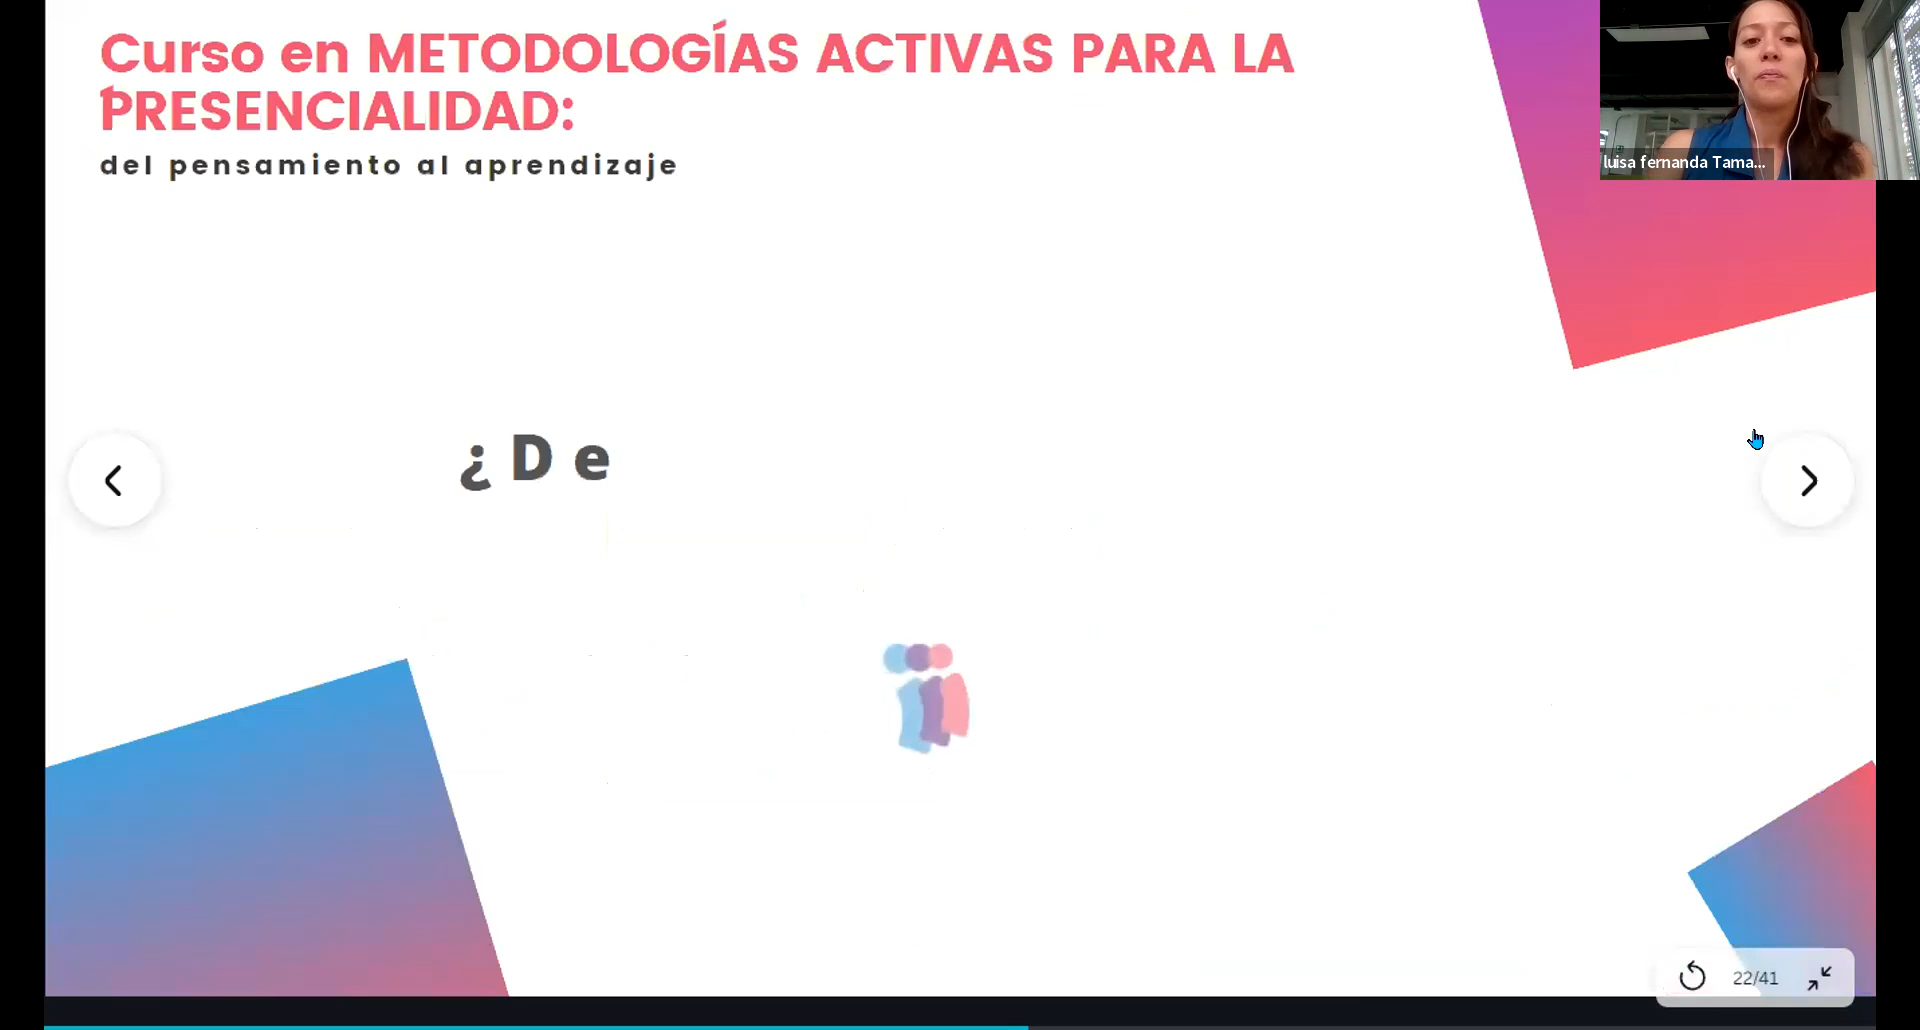 Curso en METODOLOGÍAS ACTIVAS PARA LA
PRESENCIALIDAD:
del pensamiento al aprendizaje
luisa fernanda Tama...
¿De
22/41